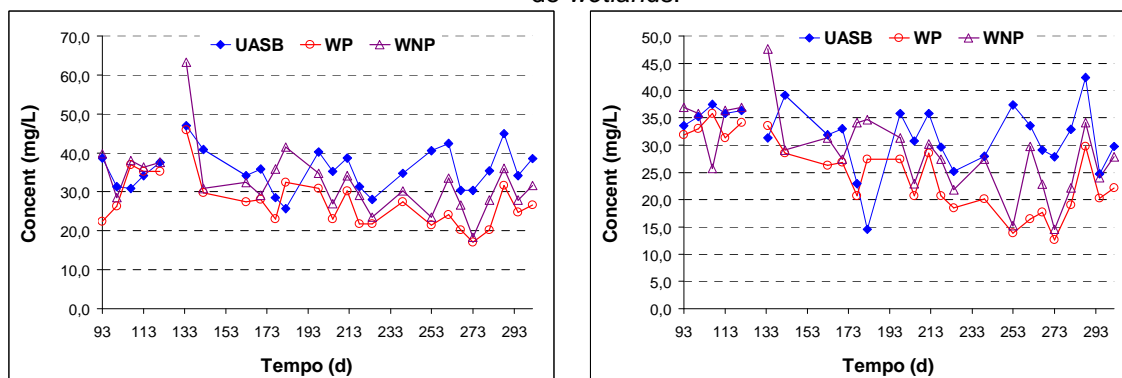 de wetlands.
70,0
60,0
50,0
40,0
30,0
20,0
10,0
0,0
Concent (mg/L)
UASB WP WNP
93 113 133 153 173 193 213 233 253 273 293
Tempo (d)
50,0
45,0
40,0
35,0
30,0
25,0
20,0
15,0
10,0
5,0
0,0
Concent (mg/L)
UASB WP WNP
93 113 133 153 173 193 213 233 253 273 293
Tempo (d)